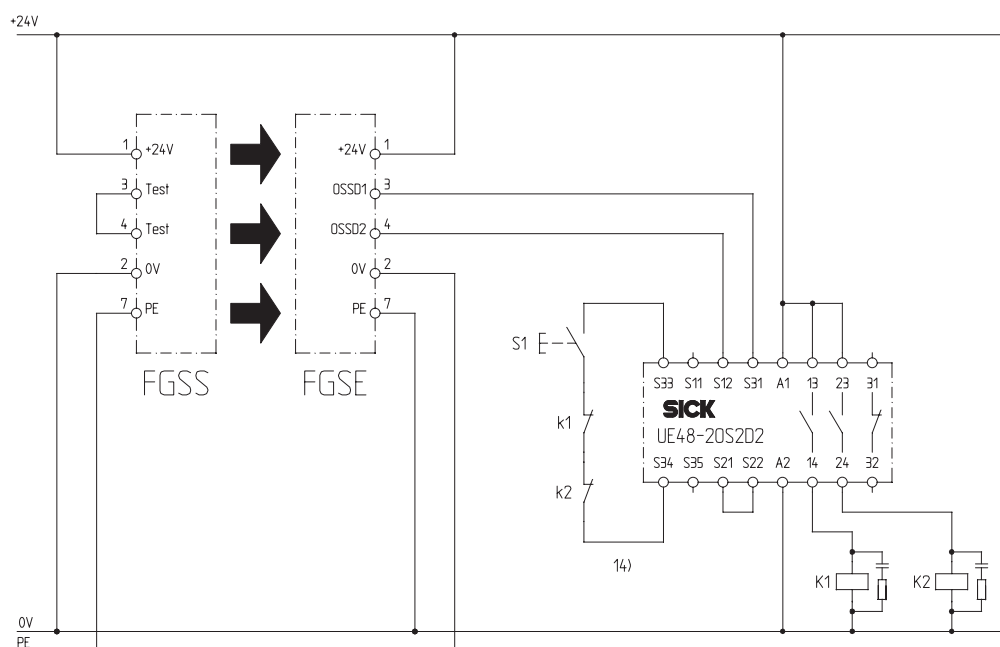 +24V
1 +24V
3 Test
4 Test
2 0V
7 PE
FGSS
+24V 1
OSSD1 3
OSSD2 4
0V 2
PE 7
FGSE
S1
k1
k2
14)
S33 S11 S12 S31 A1 13 23 31
SICK
UE48-2OS2D2
S34 S35 S21 S22 A2 14 24 32
K1
K2
0V
PE